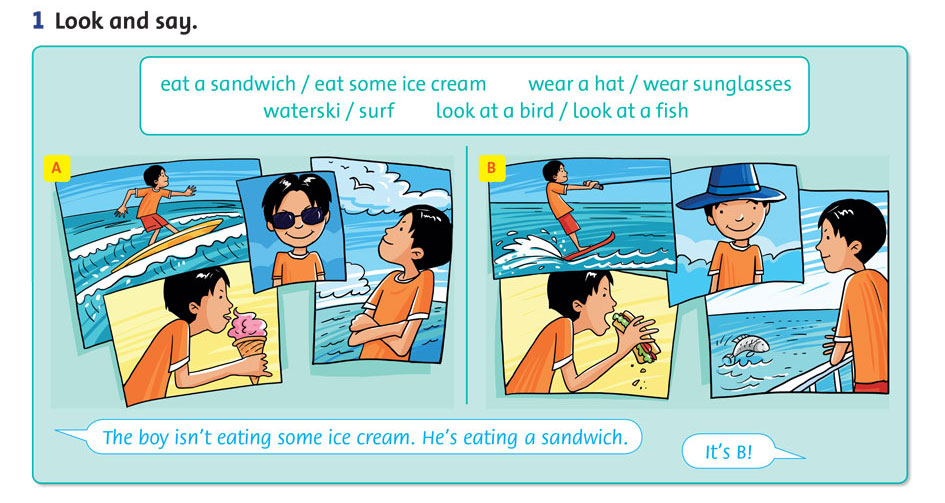 1 Look and say.
eat a sandwich / eat some ice cream wear a hat / wear sunglasses
waterski / surf look at a bird / look at a fish
A
B
The boy isn't eating some ice cream. He's eating a sandwich.
It's B!